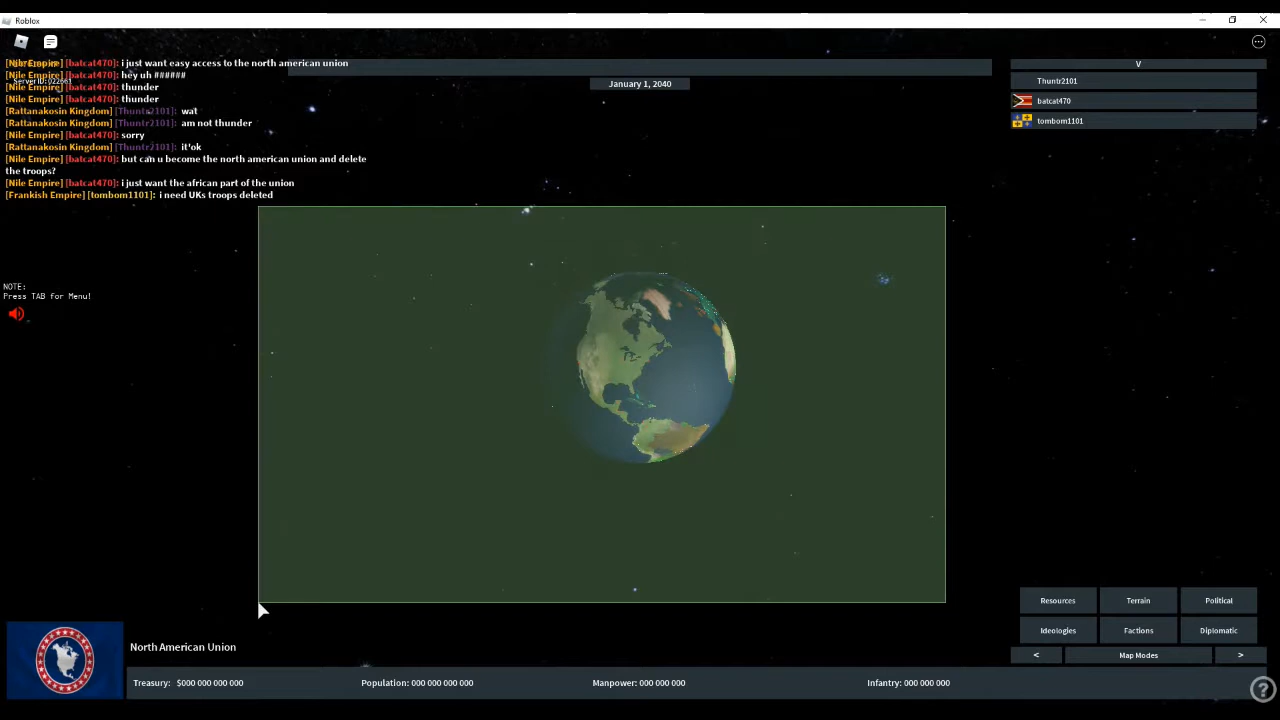 Roblox
[Nile Empire] [batcat470]: i just want easy access to the north american union
[Nile Empire] [batcat470]: hey uh ######
[Nile Empire] [batcat470]: thunder
[Nile Empire] [batcat470]: thunder
[Rattanakosin Kingdom] [Thuntr2101]: wat
[Rattanakosin Kingdom] [Thuntr2101]: am not thunder
[Nile Empire] [batcat470]: sorry
[Rattanakosin Kingdom] [Thuntr2101]: it'ok
[Nile Empire] [batcat470]: but can u become the north american union and delete
the troops?
[Nile Empire] [batcat470]: i just want the african part of the union
[Frankish Empire] [tombom1101]: i need UKs troops deleted
January 1, 2040
V
Thuntr2101
batcat470
tombom1101
NOTE:
Press TAB for Menu!
Resources Terrain Political
Ideologies Factions Diplomatic
< Map Modes >
North American Union
Treasury: $000 000 000 000 Population: 000 000 000 000 Manpower: 000 000 000 Infantry: 000 000 000
?